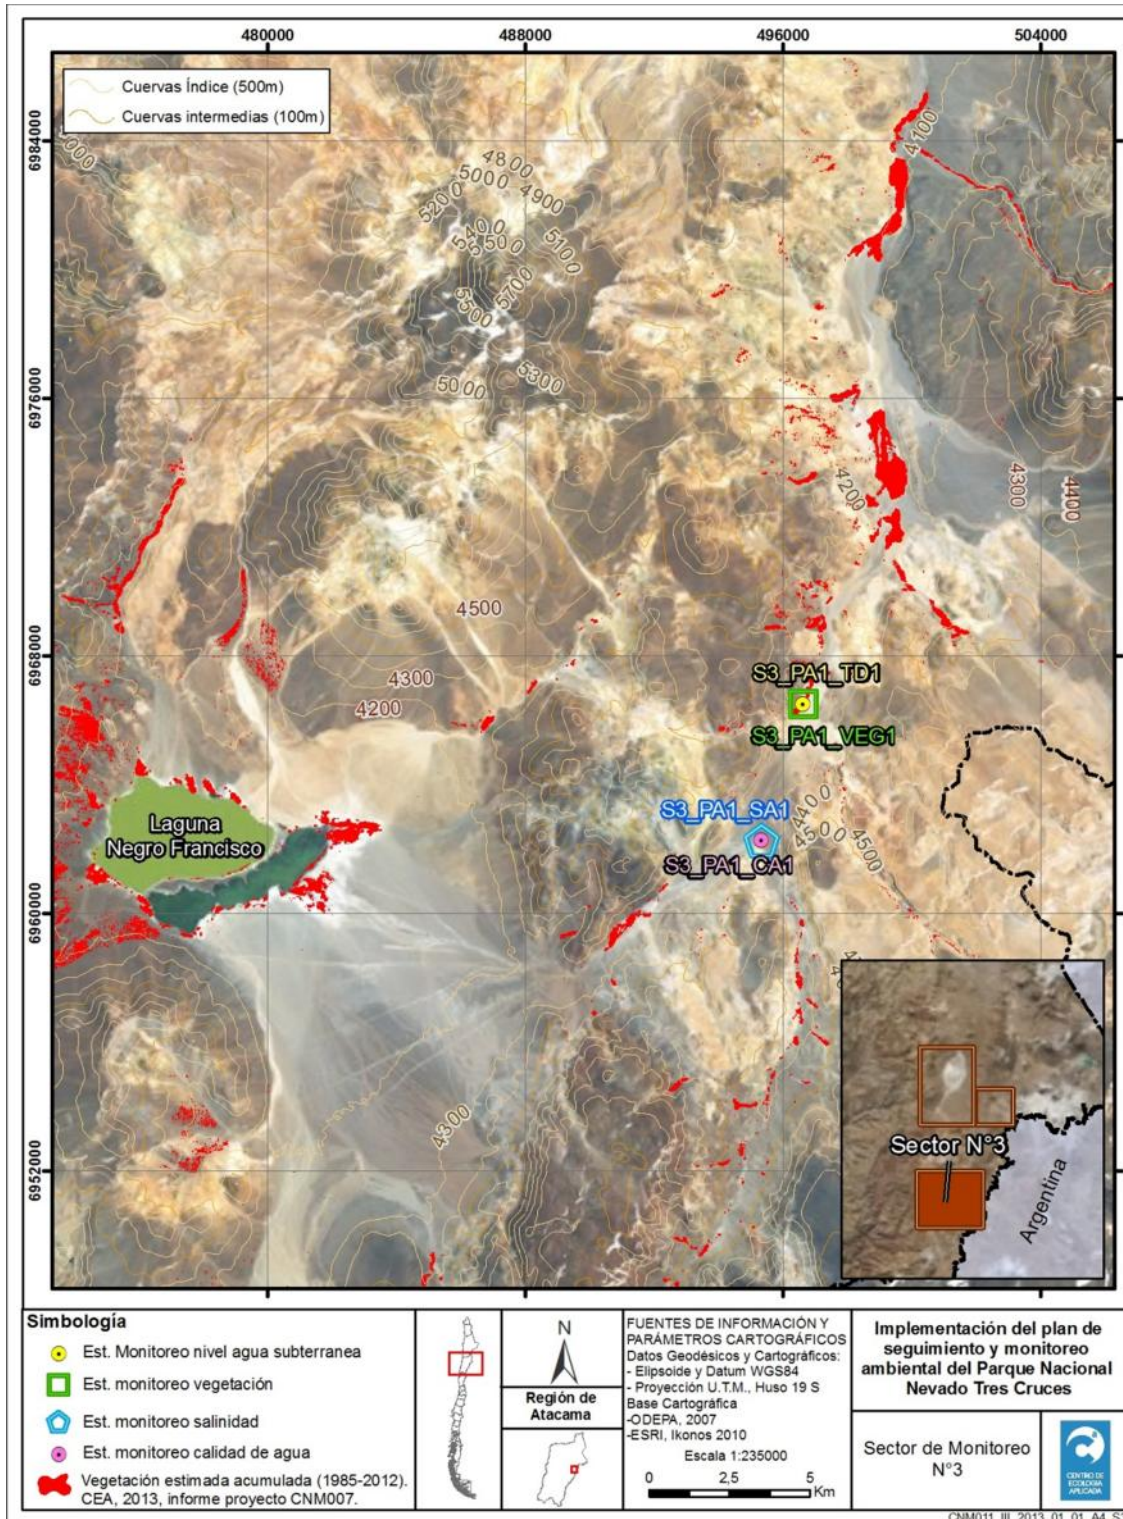 480000
488000
496000
504000
Cuervas Índice (500m)
Cuervas intermedias (100m)
6984000
6976000
6968000
6960000
6952000
4100
4800
5000
4900
5200
5100
5700
5500
5000
5300
4200
4300
4400
4500
4300
4200
S3_PA1_TD1
S3_PA1_VEG1
S3_PA1_SA1
S3_PA1_CA1
4400
4500
4500
Laguna
Negro Francisco
4300
Sector N°3
Argentina
Simbología
Est. Monitoreo nivel agua subterranea
Est. monitoreo vegetación
Est. monitoreo salinidad
Est. monitoreo calidad de agua
Vegetación estimada acumulada (1985-2012).
CEA, 2013, informe proyecto CNM007.
N
Región de
Atacama
FUENTES DE INFORMACIÓN Y
PARÁMETROS CARTOGRÁFICOS
Datos Geodésicos y Cartográficos:
- Elipsoide y Datum WGS84
- Proyección U.T.M., Huso 19 S
Base Cartográfica
-ODEPA, 2007
-ESRI, Ikonos 2010
Escala 1:235000
0 2,5 5
Km
Implementación del plan de
seguimiento y monitoreo
ambiental del Parque Nacional
Nevado Tres Cruces
Sector de Monitoreo
N°3
CENTRO DE
ECOLOGÍA
APLICADA